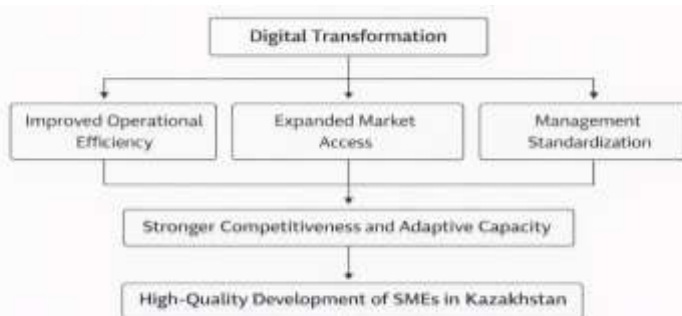 Digital Transformation
Improved Operational
Efficiency
Expanded Market
Access
Management
Standardization
Stronger Competitiveness and Adaptive Capacity
High-Quality Development of SMEs in Kazakhstan